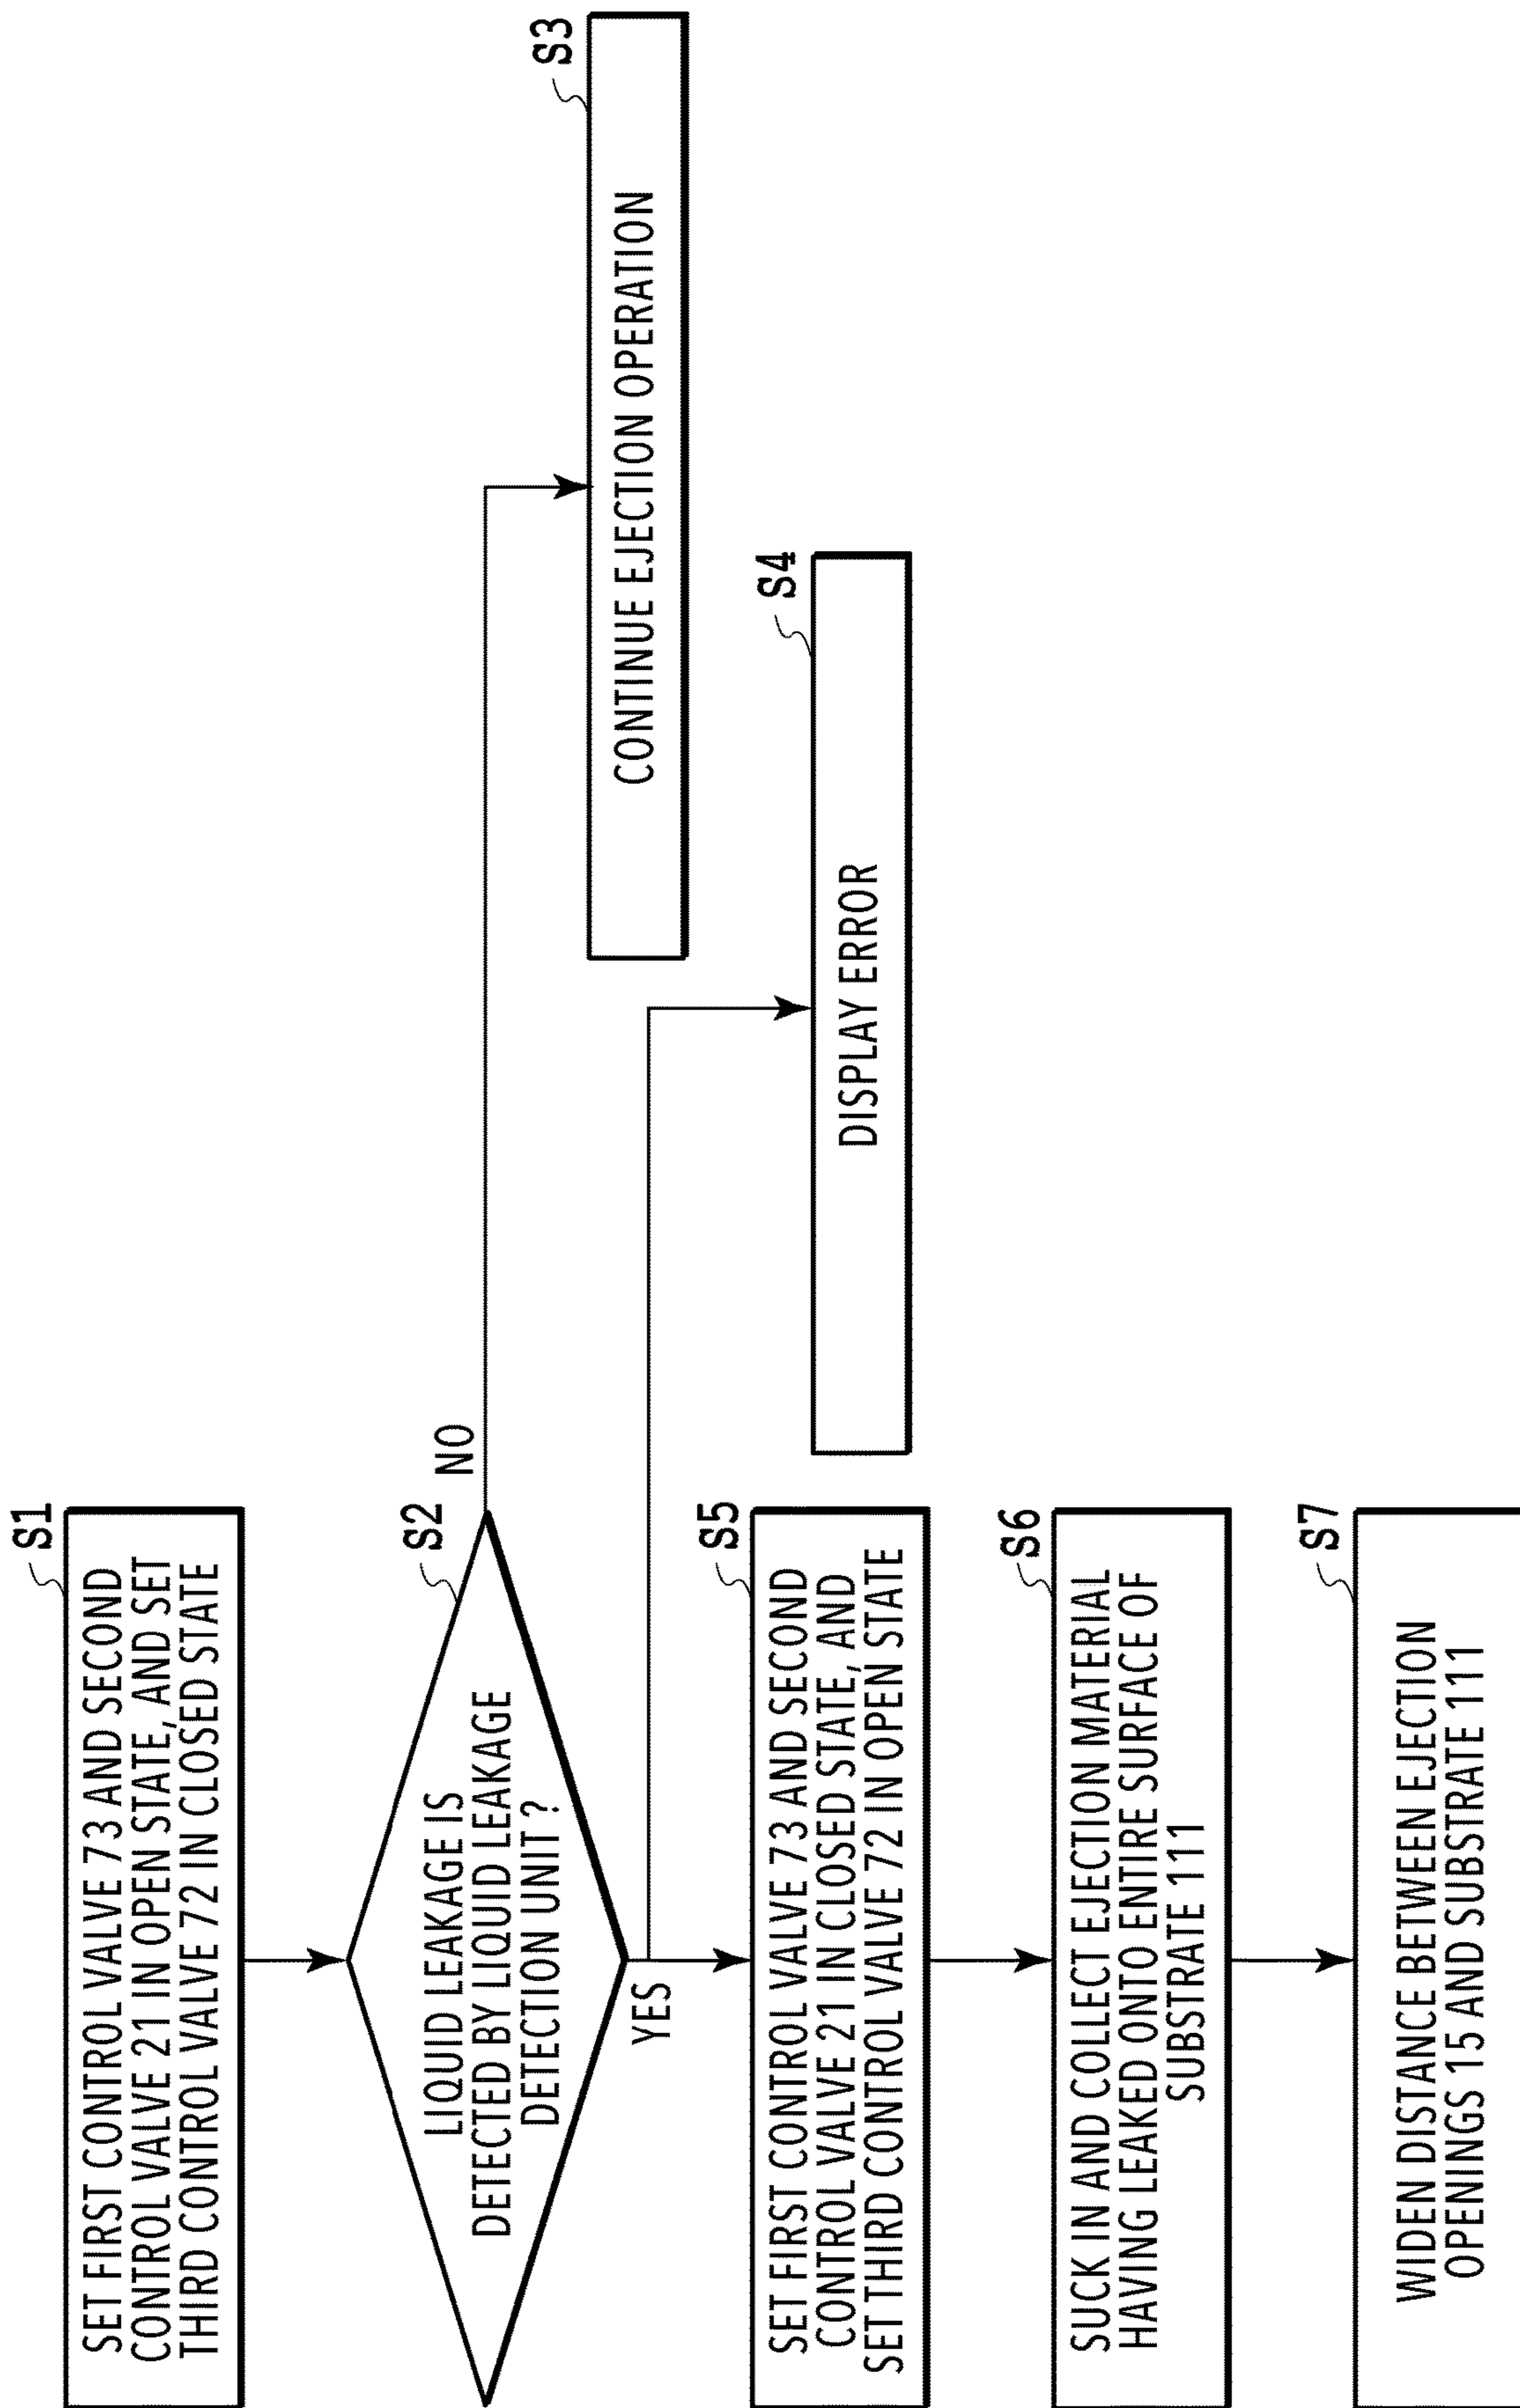 S1
SET FIRST CONTROL VALVE 73 AND SECOND
CONTROL VALVE 21 IN OPEN STATE, AND SET
THIRD CONTROL VALVE 72 IN CLOSED STATE
S2
LIQUID LEAKAGE IS
DETECTED BY LIQUID LEAKAGE
DETECTION UNIT ?
NO
S3
CONTINUE EJECTION OPERATION
YES
S4
DISPLAY ERROR
S5
SET FIRST CONTROL VALVE 73 AND SECOND
CONTROL VALVE 21 IN CLOSED STATE, AND
SET THIRD CONTROL VALVE 72 IN OPEN STATE
S6
SUCK IN AND COLLECT EJECTION MATERIAL
HAVING LEAKED ONTO ENTIRE SURFACE OF
SUBSTRATE 111
S7
WIDEN DISTANCE BETWEEN EJECTION
OPENINGS 15 AND SUBSTRATE 111